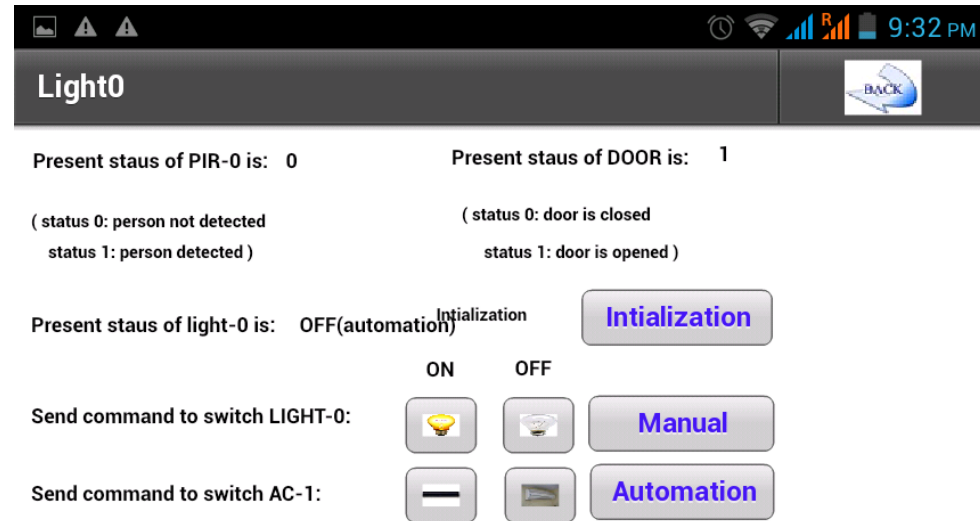 R
9:32 PM
Light0
BACK
Present staus of PIR-0 is: 0
Present staus of DOOR is: 1
( status 0: person not detected
status 1: person detected )
( status 0: door is closed
status 1: door is opened )
Present staus of light-0 is: OFF(automation)
Intialization
Intialization
ON OFF
Send command to switch LIGHT-0:
Manual
Send command to switch AC-1:
Automation